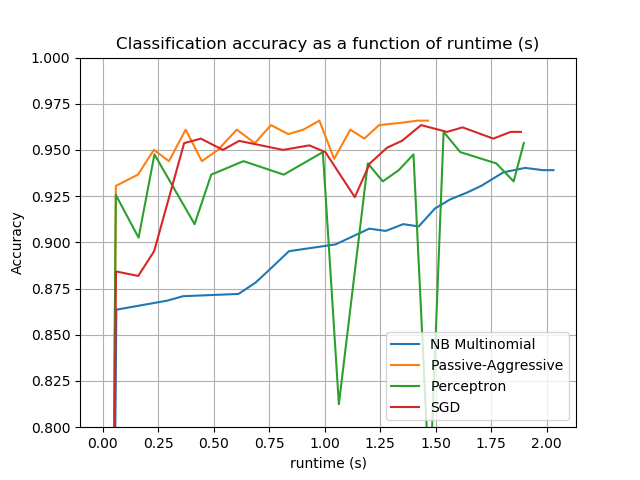 Classification accuracy as a function of runtime (s)
1.000
0.975
0.950
0.925
0.900
0.875
0.850
0.825
0.800
Accuracy
NB Multinomial
Passive-Aggressive
Perceptron
SGD
0.00 0.25 0.50 0.75 1.00 1.25 1.50 1.75 2.00
runtime (s)